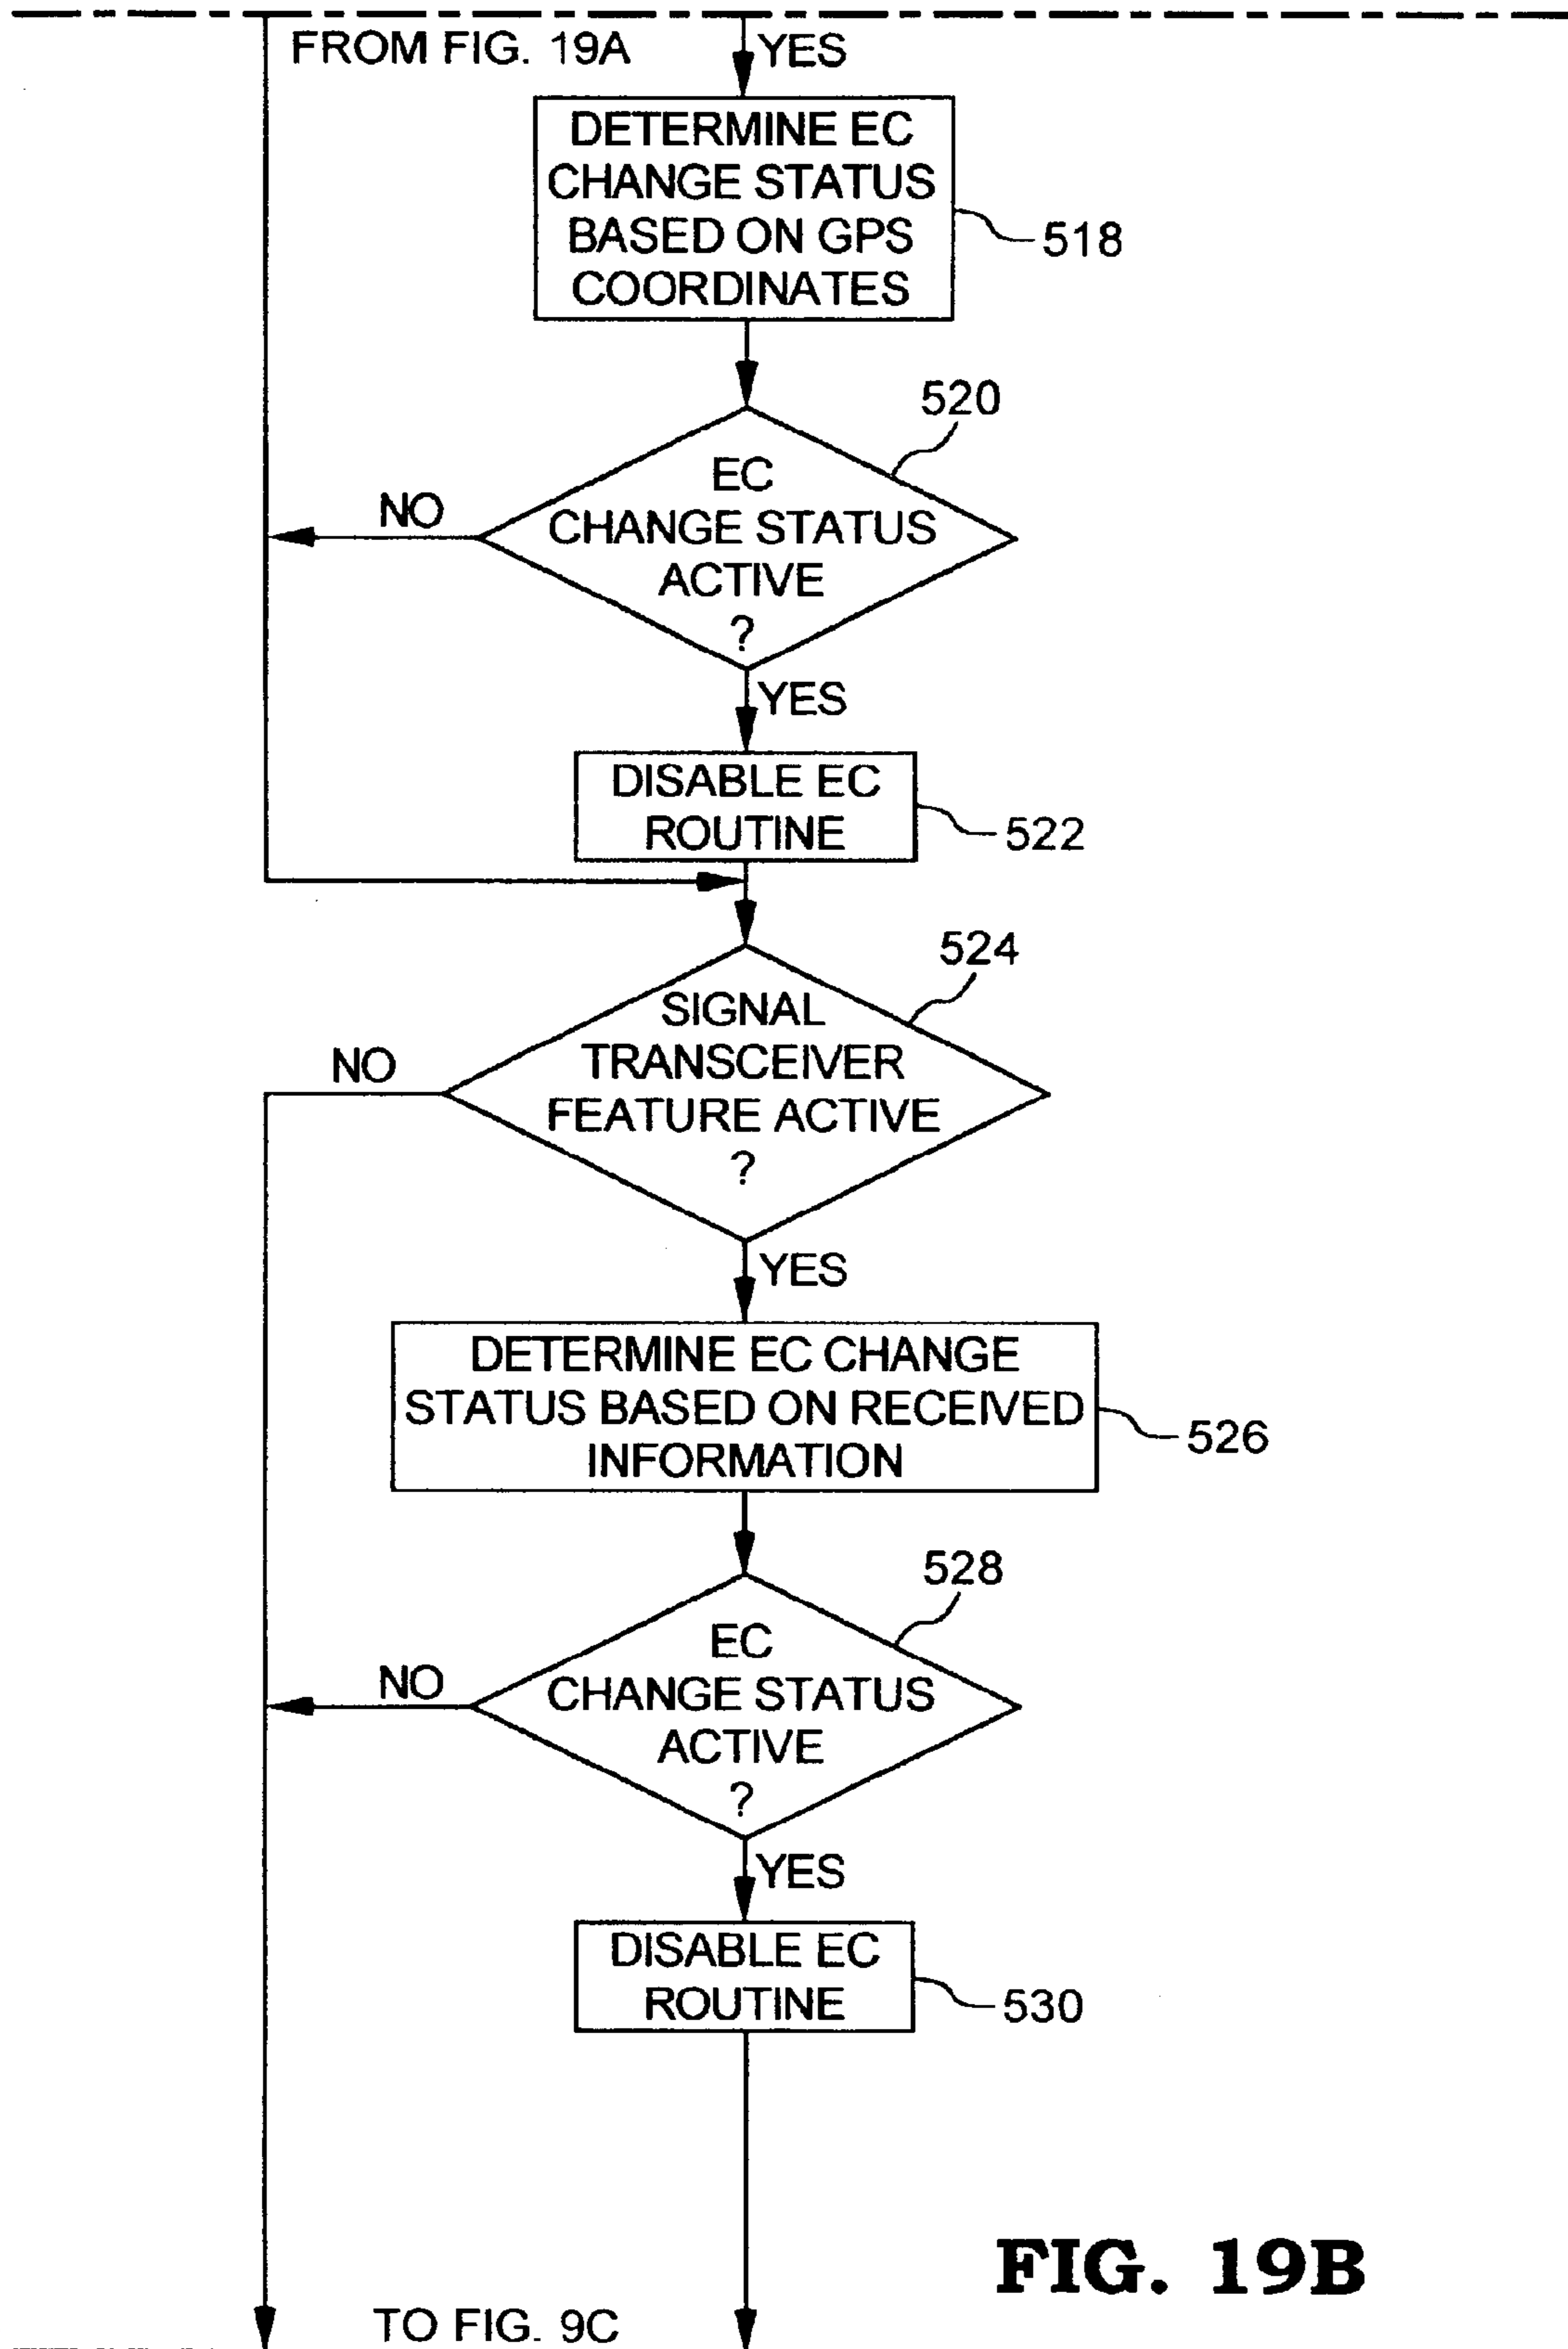 FROM FIG. 19A
YES
DETERMINE EC
CHANGE STATUS
BASED ON GPS
COORDINATES
518
520
EC
CHANGE STATUS
ACTIVE
?
NO
YES
DISABLE EC
ROUTINE
522
524
SIGNAL
TRANSCEIVER
FEATURE ACTIVE
?
NO
YES
DETERMINE EC CHANGE
STATUS BASED ON RECEIVED
INFORMATION
526
528
EC
CHANGE STATUS
ACTIVE
?
NO
YES
DISABLE EC
ROUTINE
530
FIG. 19B
TO FIG. 9C